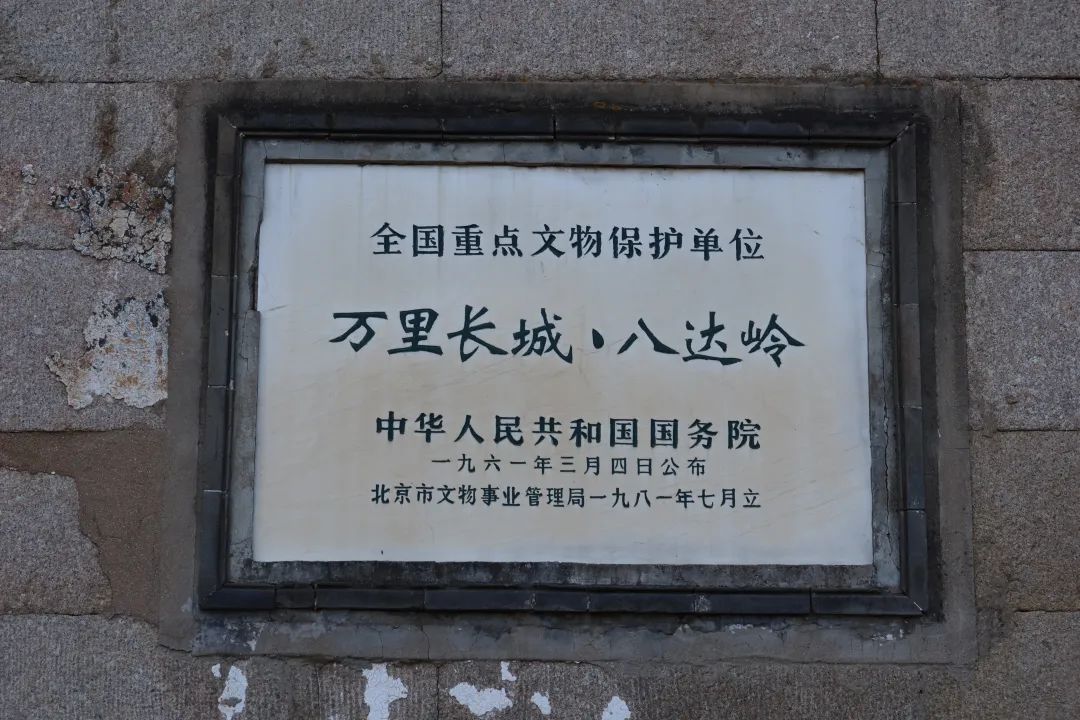 全国重点文物保护单位
万里长城·八达岭
中华人民共和国国务院
一九六一年三月四日公布
北京市文物事业管理局一九八一年七月立